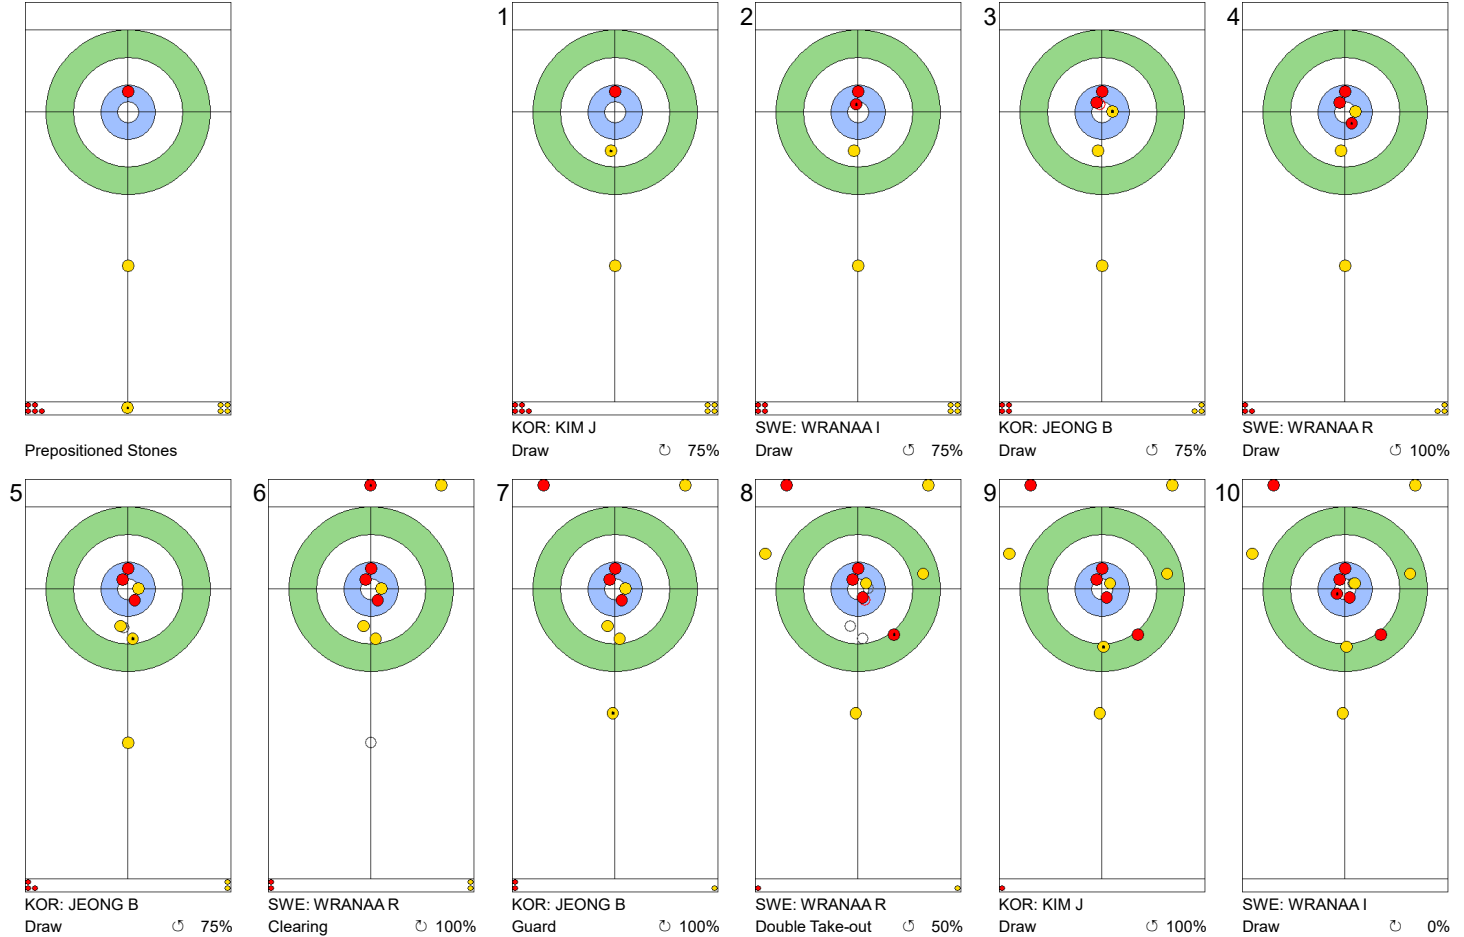 Prepositioned Stones
1
KOR: KIM J
Draw 75%
2
SWE: WRANAA I
Draw 75%
3
KOR: JEONG B
Draw 75%
4
SWE: WRANAA R
Draw 100%
5
KOR: JEONG B
Draw 75%
6
SWE: WRANAA R
Clearing 100%
7
KOR: JEONG B
Guard 100%
8
SWE: WRANAA R
Double Take-out 50%
9
KOR: KIM J
Draw 100%
10
SWE: WRANAA I
Draw 0%